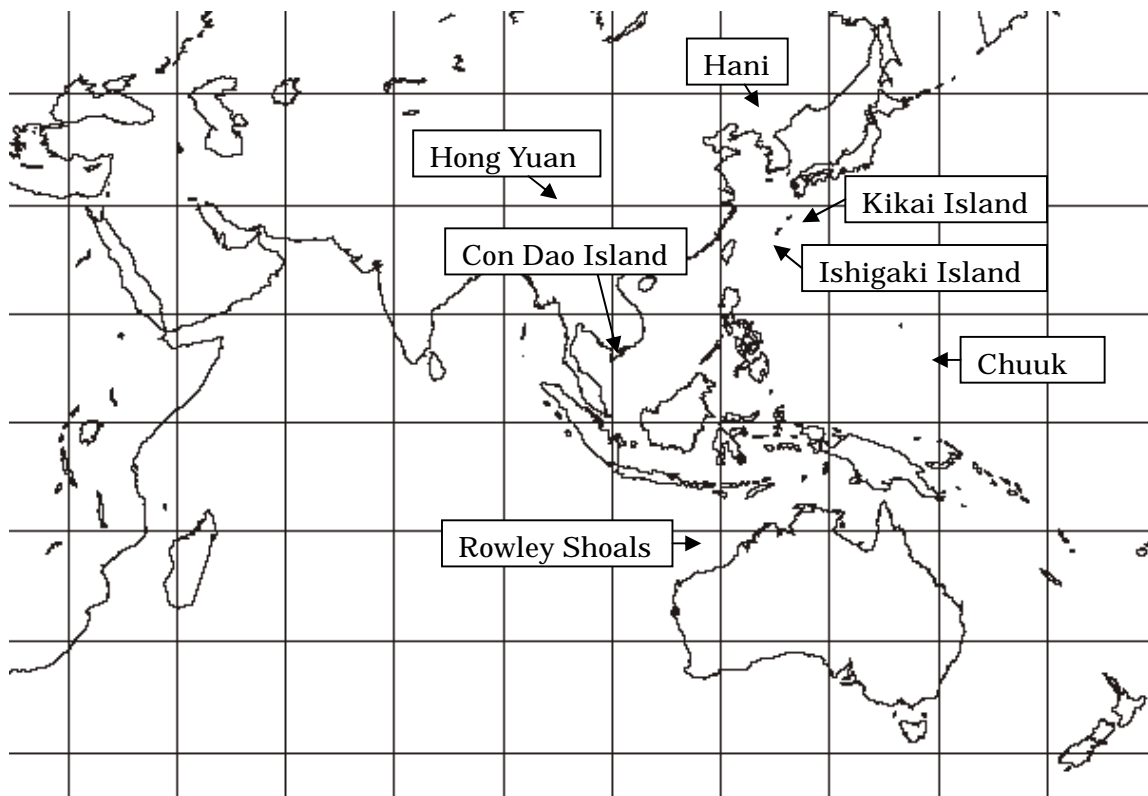 Hani
Hong Yuan
Kikai Island
Con Dao Island
Ishigaki Island
Chuuk
Rowley Shoals